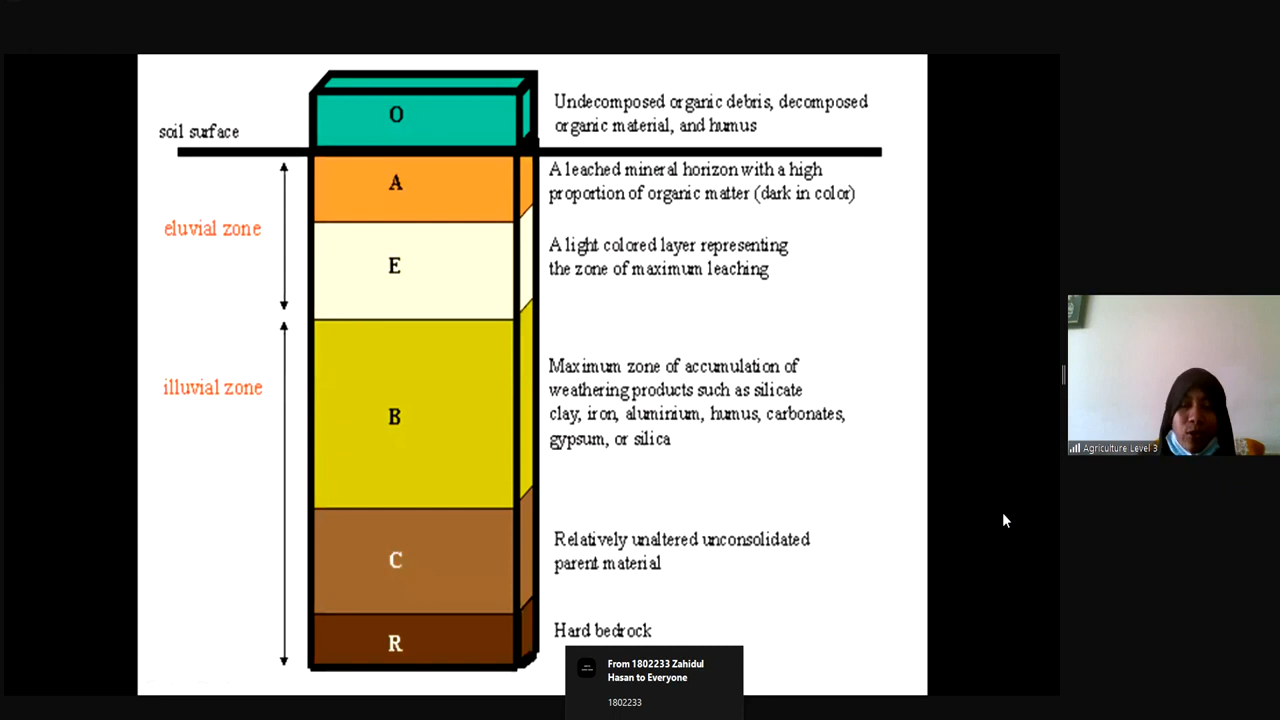 O
Undecomposed organic debris, decomposed
organic material, and humus
soil surface
A
A leached mineral horizon with a high
proportion of organic matter (dark in color)
eluvial zone
E
A light colored layer representing
the zone of maximum leaching
illuvial zone
B
Maximum zone of accumulation of
weathering products such as silicate
clay, iron, aluminium, humus, carbonates,
gypsum, or silica
C
Relatively unaltered unconsolidated
parent material
R
Hard bedrock
From 1802233 Zahidul
Hasan to Everyone
1802233
Agriculture Level 3